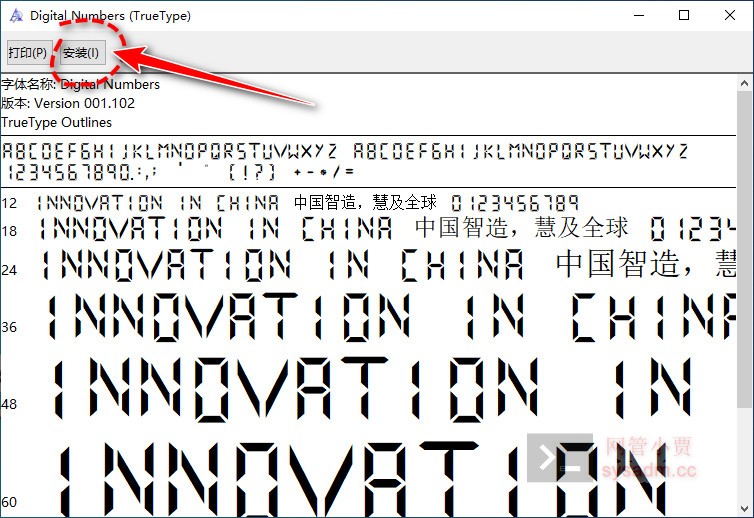 Digital Numbers (TrueType)
打印(P) 安装(I)
字体名称: Digital Numbers
版本: Version 001.102
TrueType Outlines
ABCDEFGHIJKLMNOPQRSTUVWXYZ ABCDEFGHIJKLMNOPQRSTUVWXYZ
1234567890.:,; ' " (!?) +-*/=
12 INNOVATION IN CHINA 中国智造，慧及全球 0123456789
18 INNOVATION IN CHINA 中国智造，慧及全球 01234
24 INNOVATION IN CHINA 中国智造，慧
36 INNOVATION IN CHINA
48 INNOVATION IN
60 INNOVATION
网管小贾
sysadm.cc